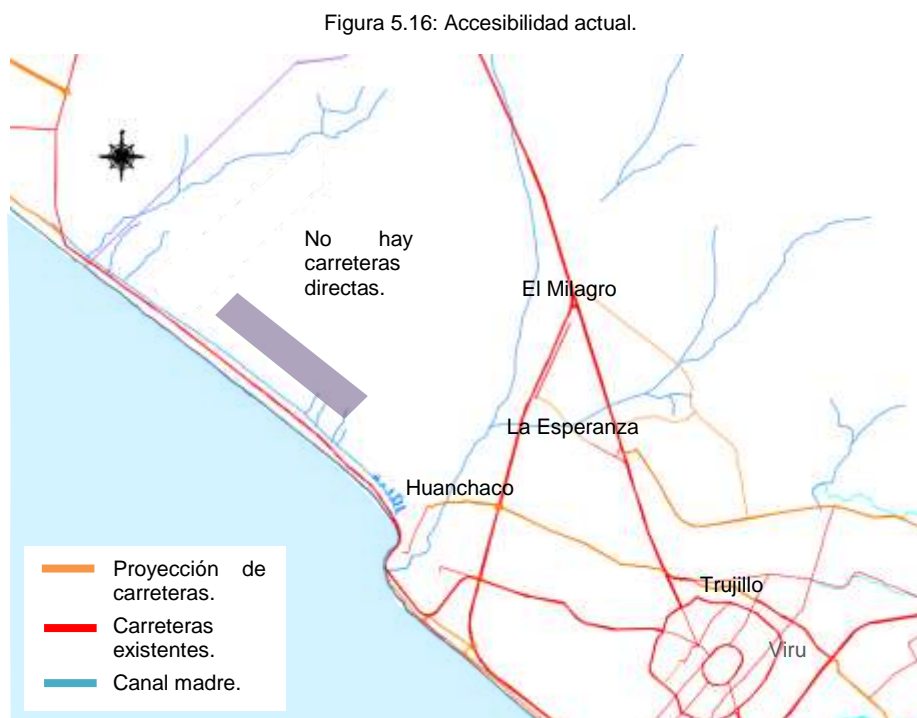 Figura 5.16: Accesibilidad actual.
No hay
carreteras
directas.
El Milagro
La Esperanza
Huanchaco
Trujillo
Viru
Proyección de
carreteras.
Carreteras
existentes.
Canal madre.